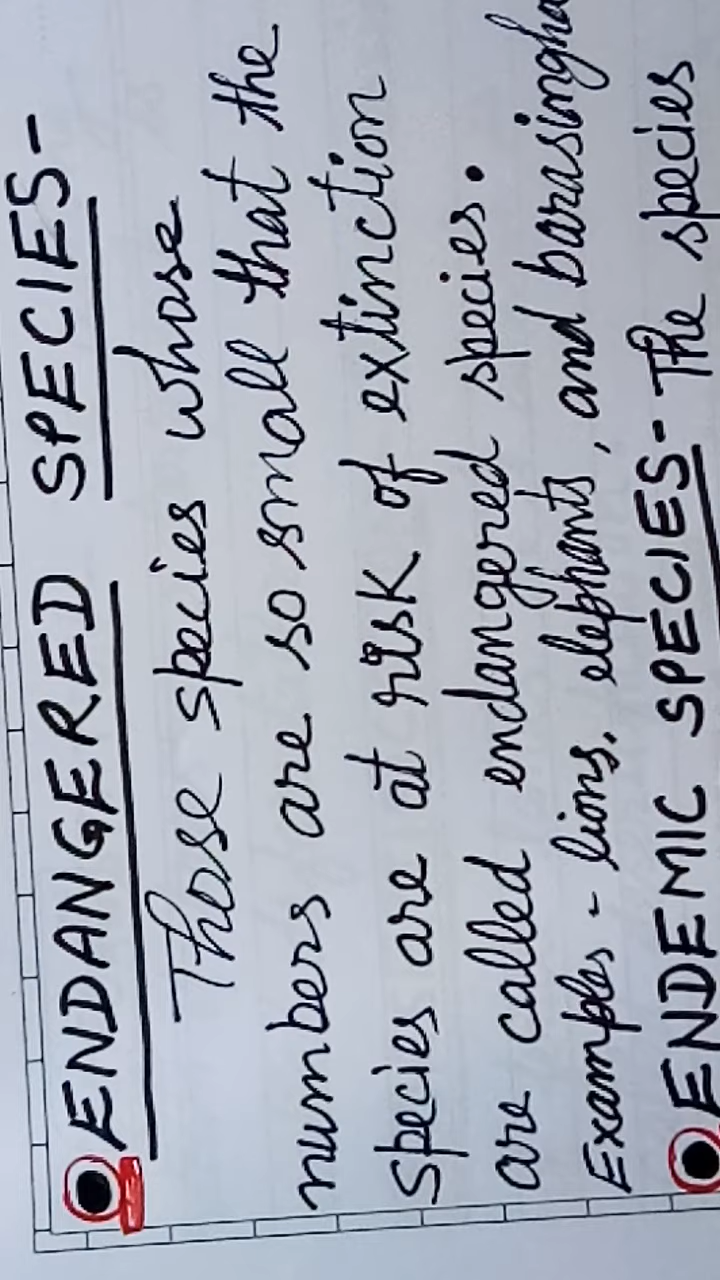 ENDANGERED SPECIES-
Those species whose
numbers are so small that the
species are at risk of extinction
are called endangered species.
Examples - lions, elephants, and barasingha
ENDEMIC SPECIES- The species